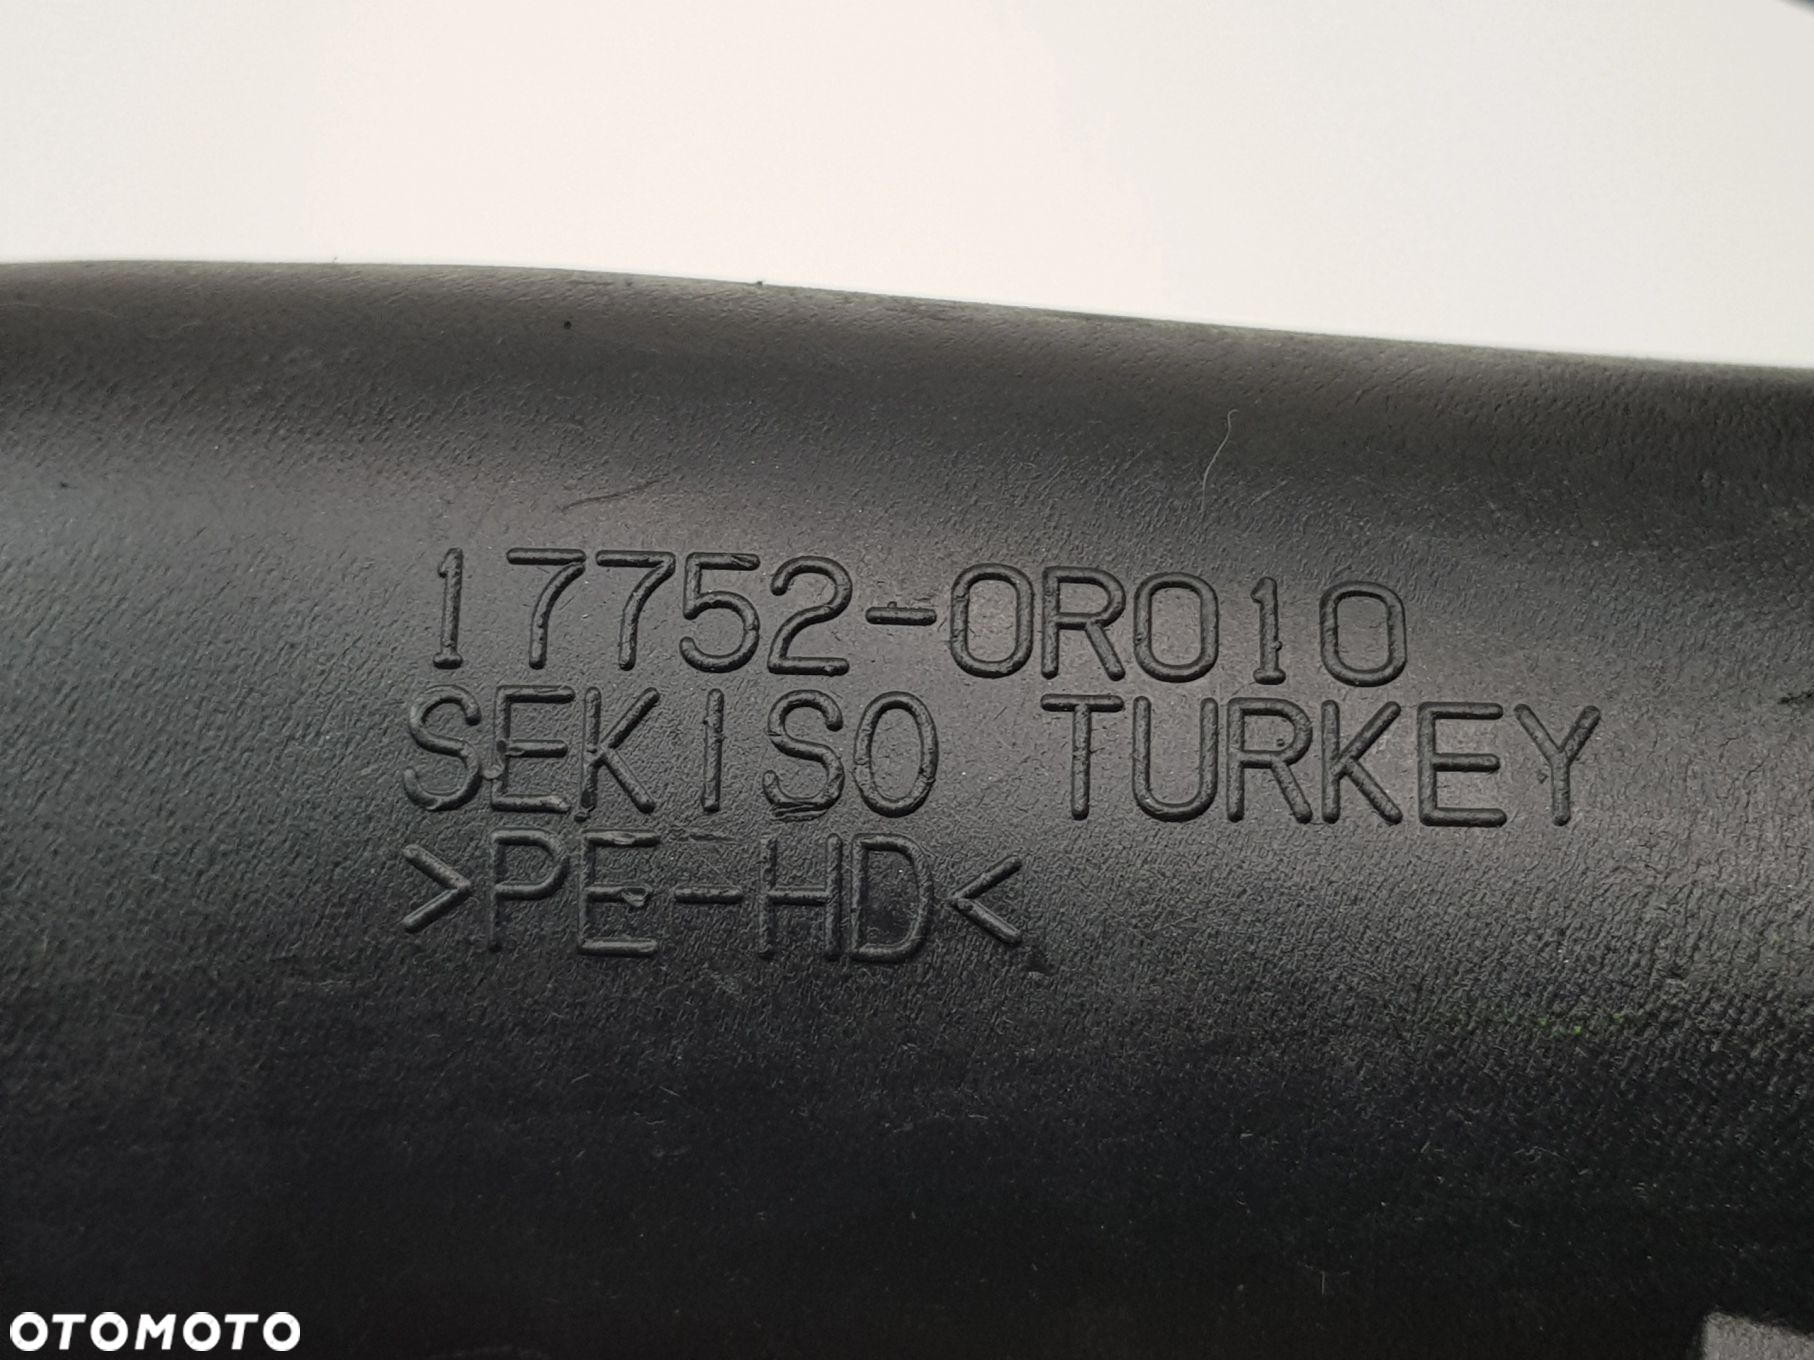 17752-0R010
SEKISO TURKEY
>PE-HD<
OTOMOTO